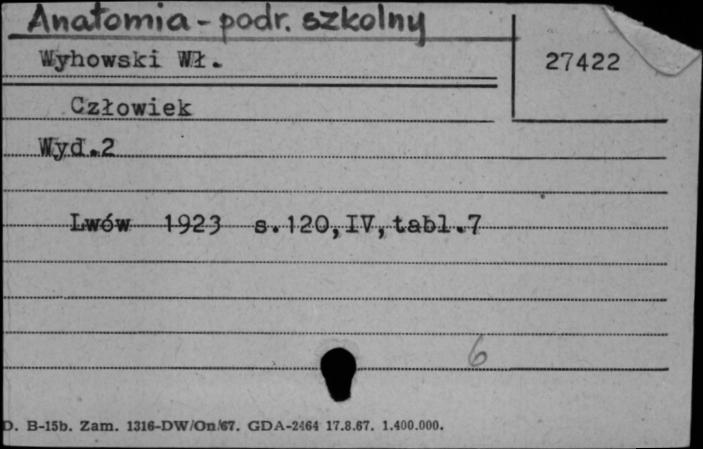 Anatomia - podr. szkolny
Wyhowski Wł.
27422
Człowiek
Wyd.2
Lwów 1923 s.120,IV,tabl.7
6
D. B-15b. Zam. 1316-DW/On/67. GDA-2464 17.8.67. 1.400.000.